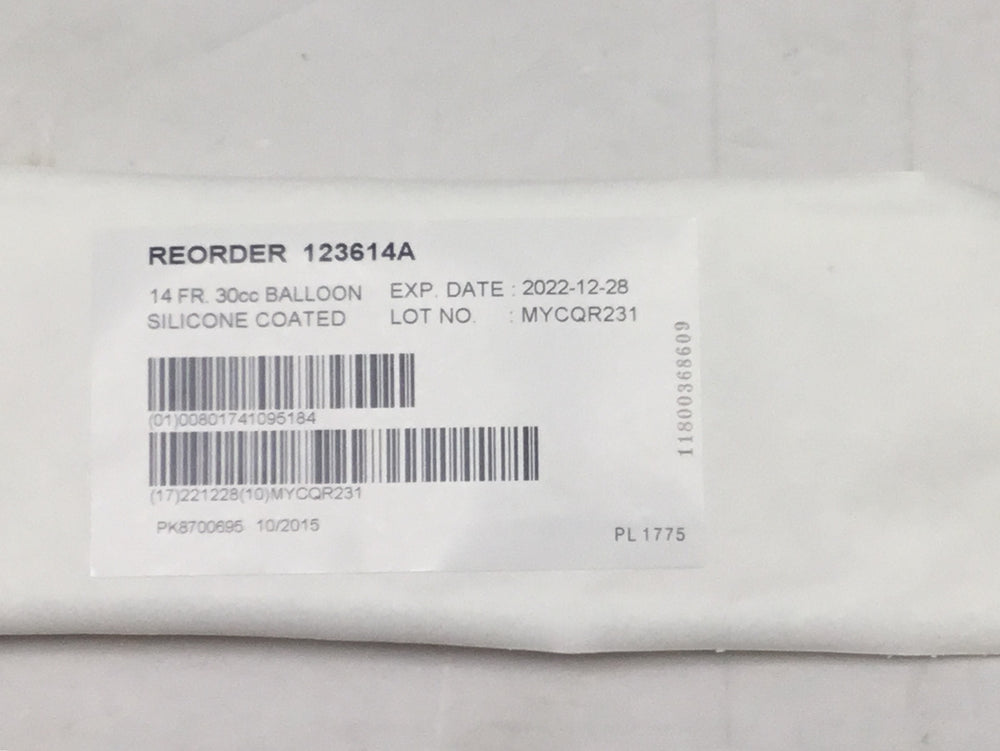 REORDER 123614A
14 FR. 30cc BALLOON
SILICONE COATED
EXP. DATE : 2022-12-28
LOT NO. : MYCQR231
(01)00801741095184
(17)221228(10)MYCQR231
PK8700695 10/2015
PL 1775
11800368609